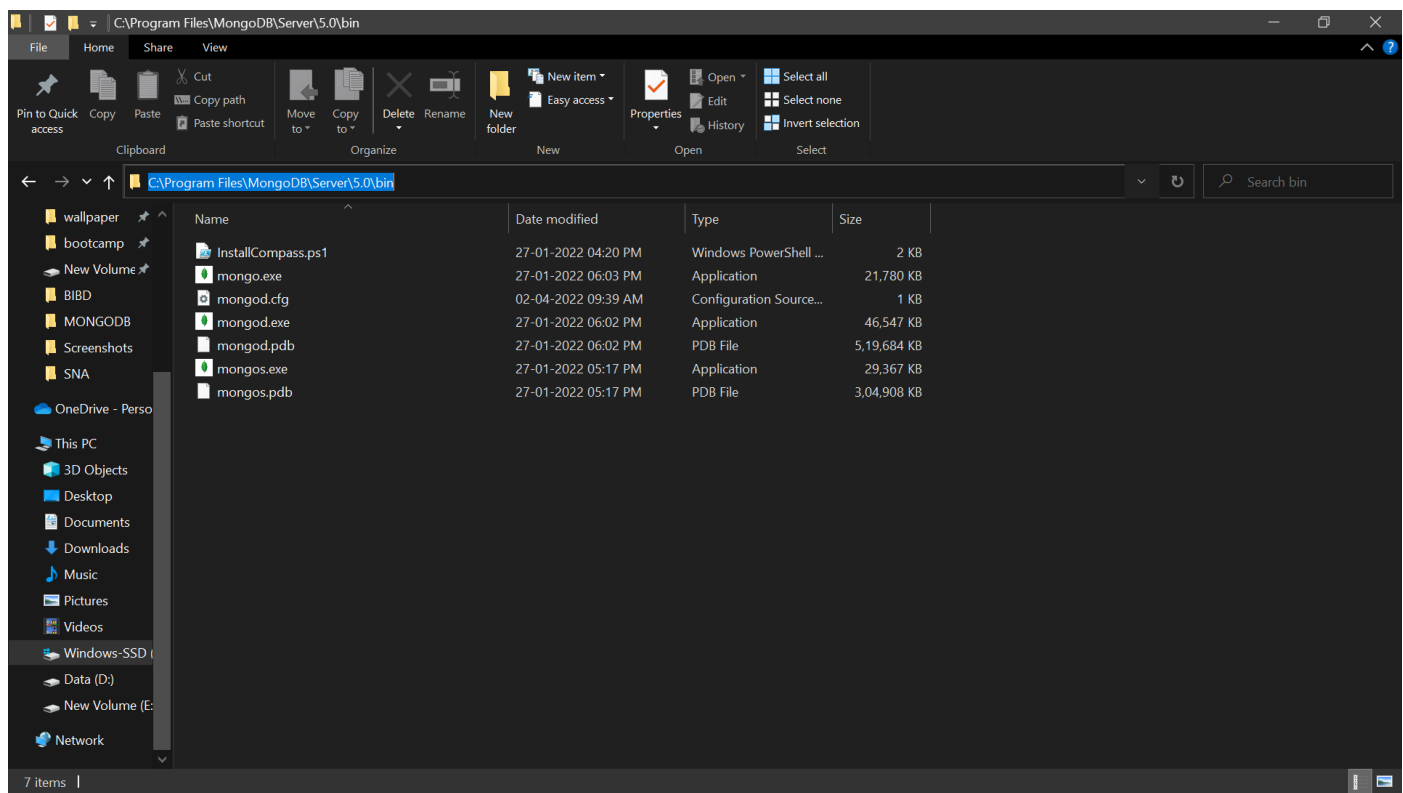 C:\Program Files\MongoDB\Server\5.0\bin
File Home Share View
Pin to Quick access
Copy
Paste
Cut
Copy path
Paste shortcut
Clipboard
Move to
Copy to
Delete
Rename
Organize
New folder
New item
Easy access
New
Properties
Open
Edit
History
Open
Select all
Select none
Invert selection
Select
C:\Program Files\MongoDB\Server\5.0\bin
Search bin
wallpaper
bootcamp
New Volume
BIBD
MONGODB
Screenshots
SNA
OneDrive - Perso
This PC
3D Objects
Desktop
Documents
Downloads
Music
Pictures
Videos
Windows-SSD (
Data (D:)
New Volume (E:
Network
Name Date modified Type Size
InstallCompass.ps1 27-01-2022 04:20 PM Windows PowerShell ... 2 KB
mongo.exe 27-01-2022 06:03 PM Application 21,780 KB
mongod.cfg 02-04-2022 09:39 AM Configuration Source... 1 KB
mongod.exe 27-01-2022 06:02 PM Application 46,547 KB
mongod.pdb 27-01-2022 06:02 PM PDB File 5,19,684 KB
mongos.exe 27-01-2022 05:17 PM Application 29,367 KB
mongos.pdb 27-01-2022 05:17 PM PDB File 3,04,908 KB
7 items